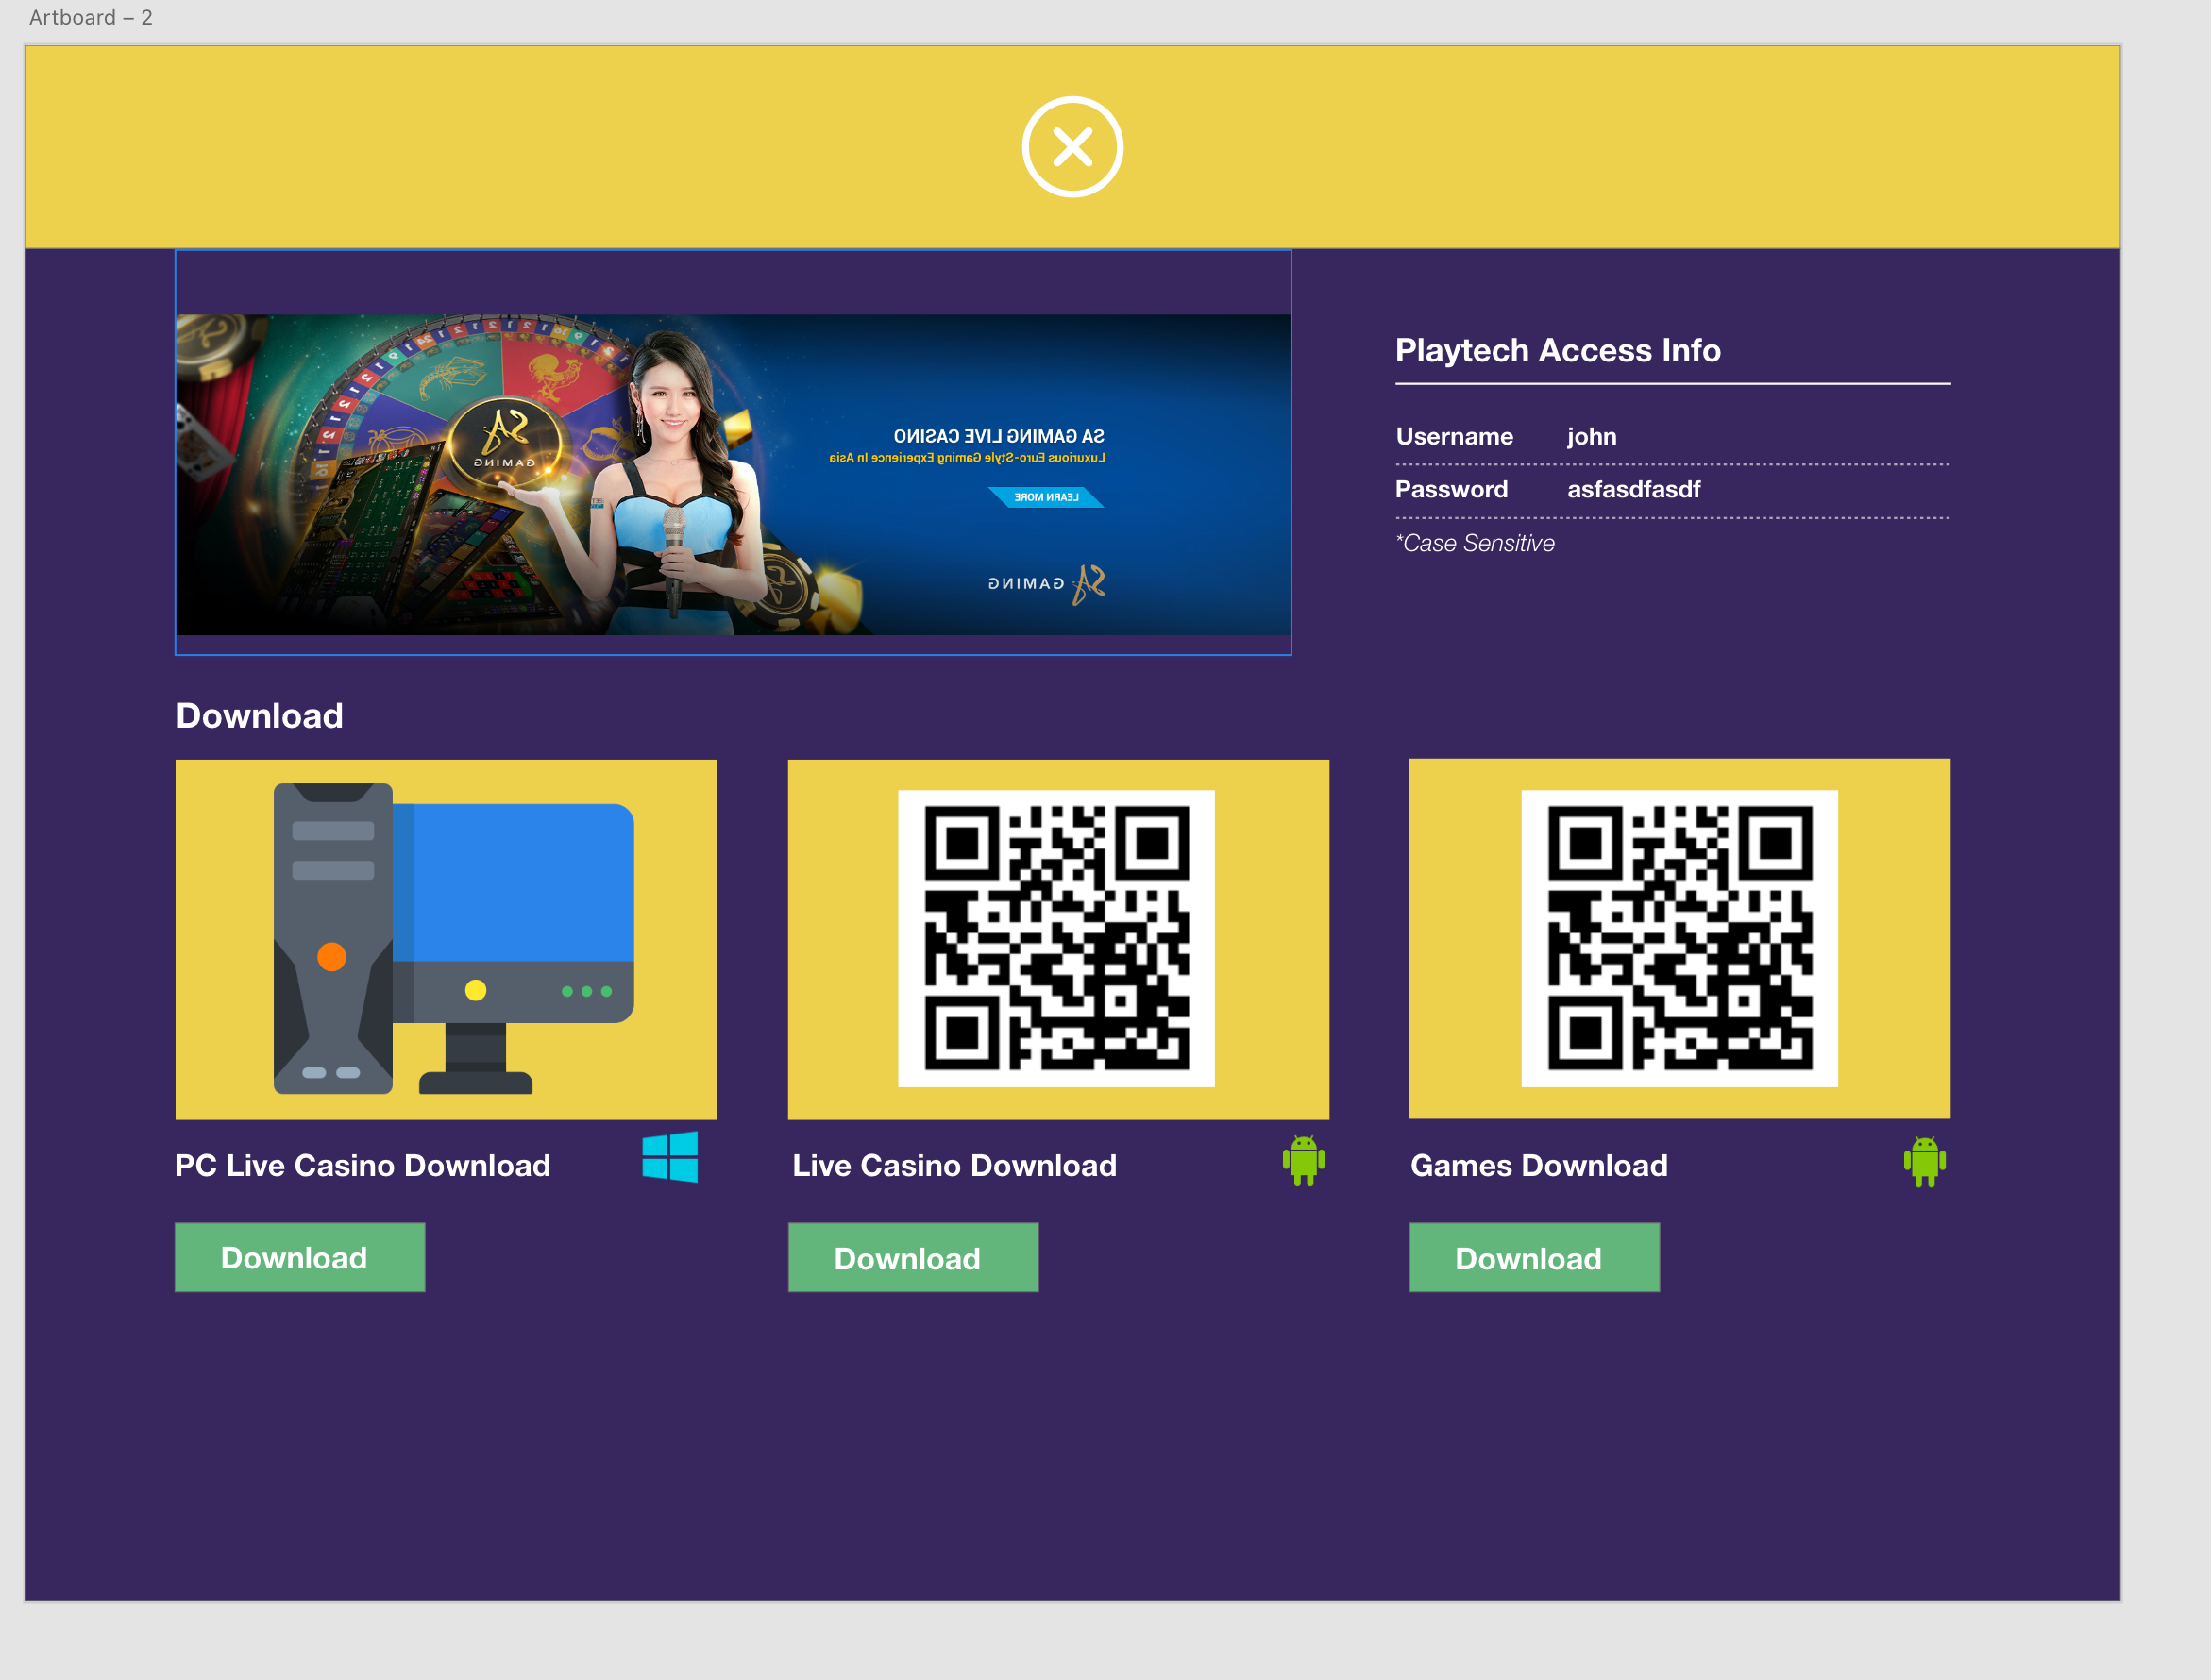 Artboard – 2
SA GAMING
SA GAMING LIVE CASINO
Luxurious Euro-Style Gaming Experience In Asia
LEARN MORE
SA GAMING
Playtech Access Info
Username john
Password asfasdfasdf
*Case Sensitive
Download
PC Live Casino Download
Live Casino Download
Games Download
Download
Download
Download